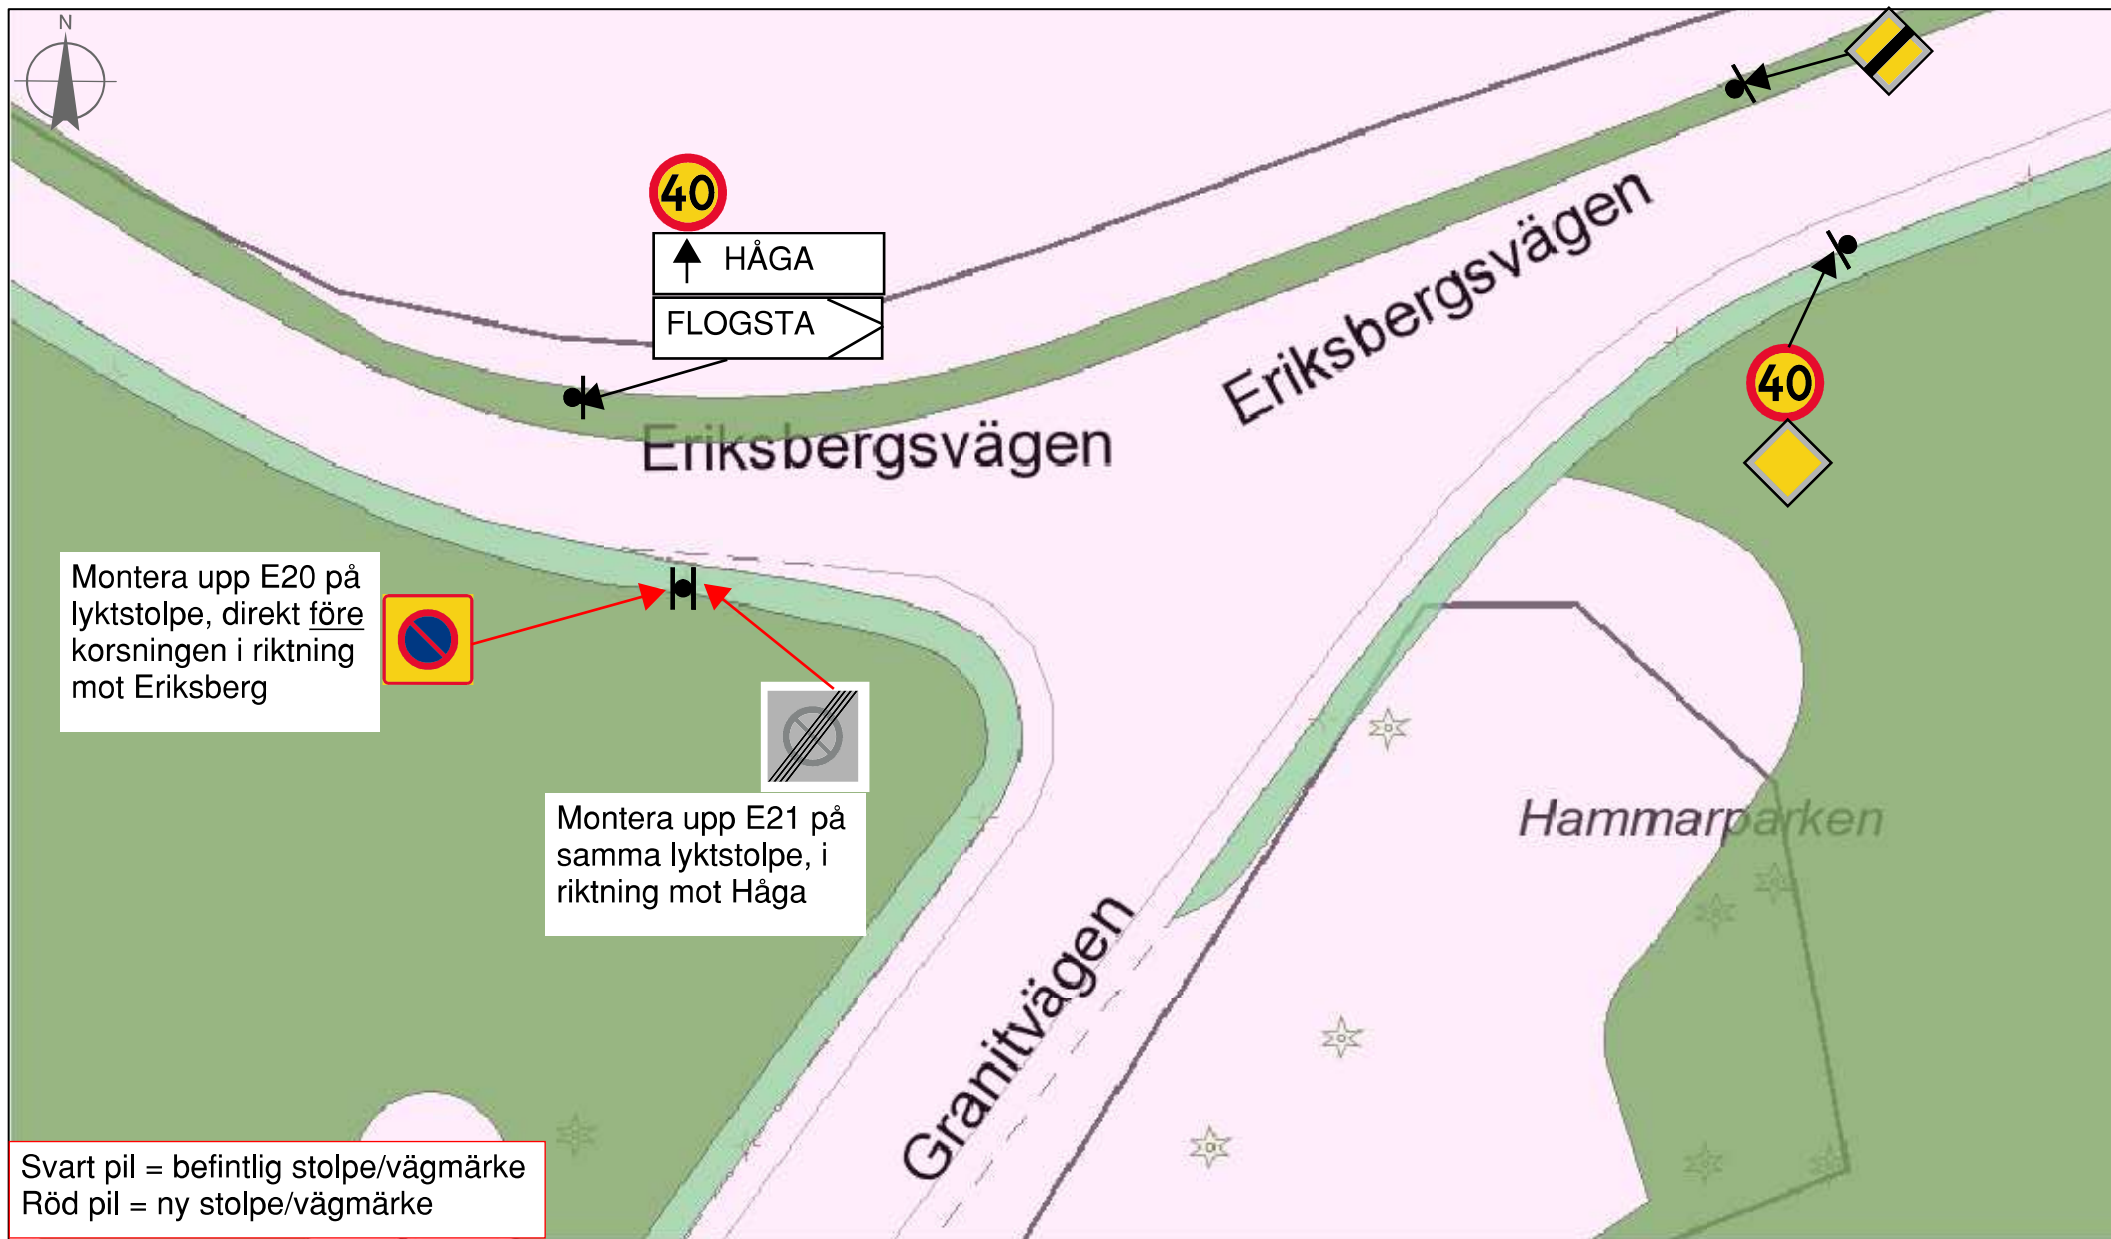 N
40
HÅGA
FLOGSTA
Eriksbergsvägen
Eriksbergsvägen
40
Montera upp E20 på
lyktstolpe, direkt före
korsningen i riktning
mot Eriksberg
Montera upp E21 på
samma lyktstolpe, i
riktning mot Håga
Hammarparken
Granitvägen
Svart pil = befintlig stolpe/vägmärke
Röd pil = ny stolpe/vägmärke